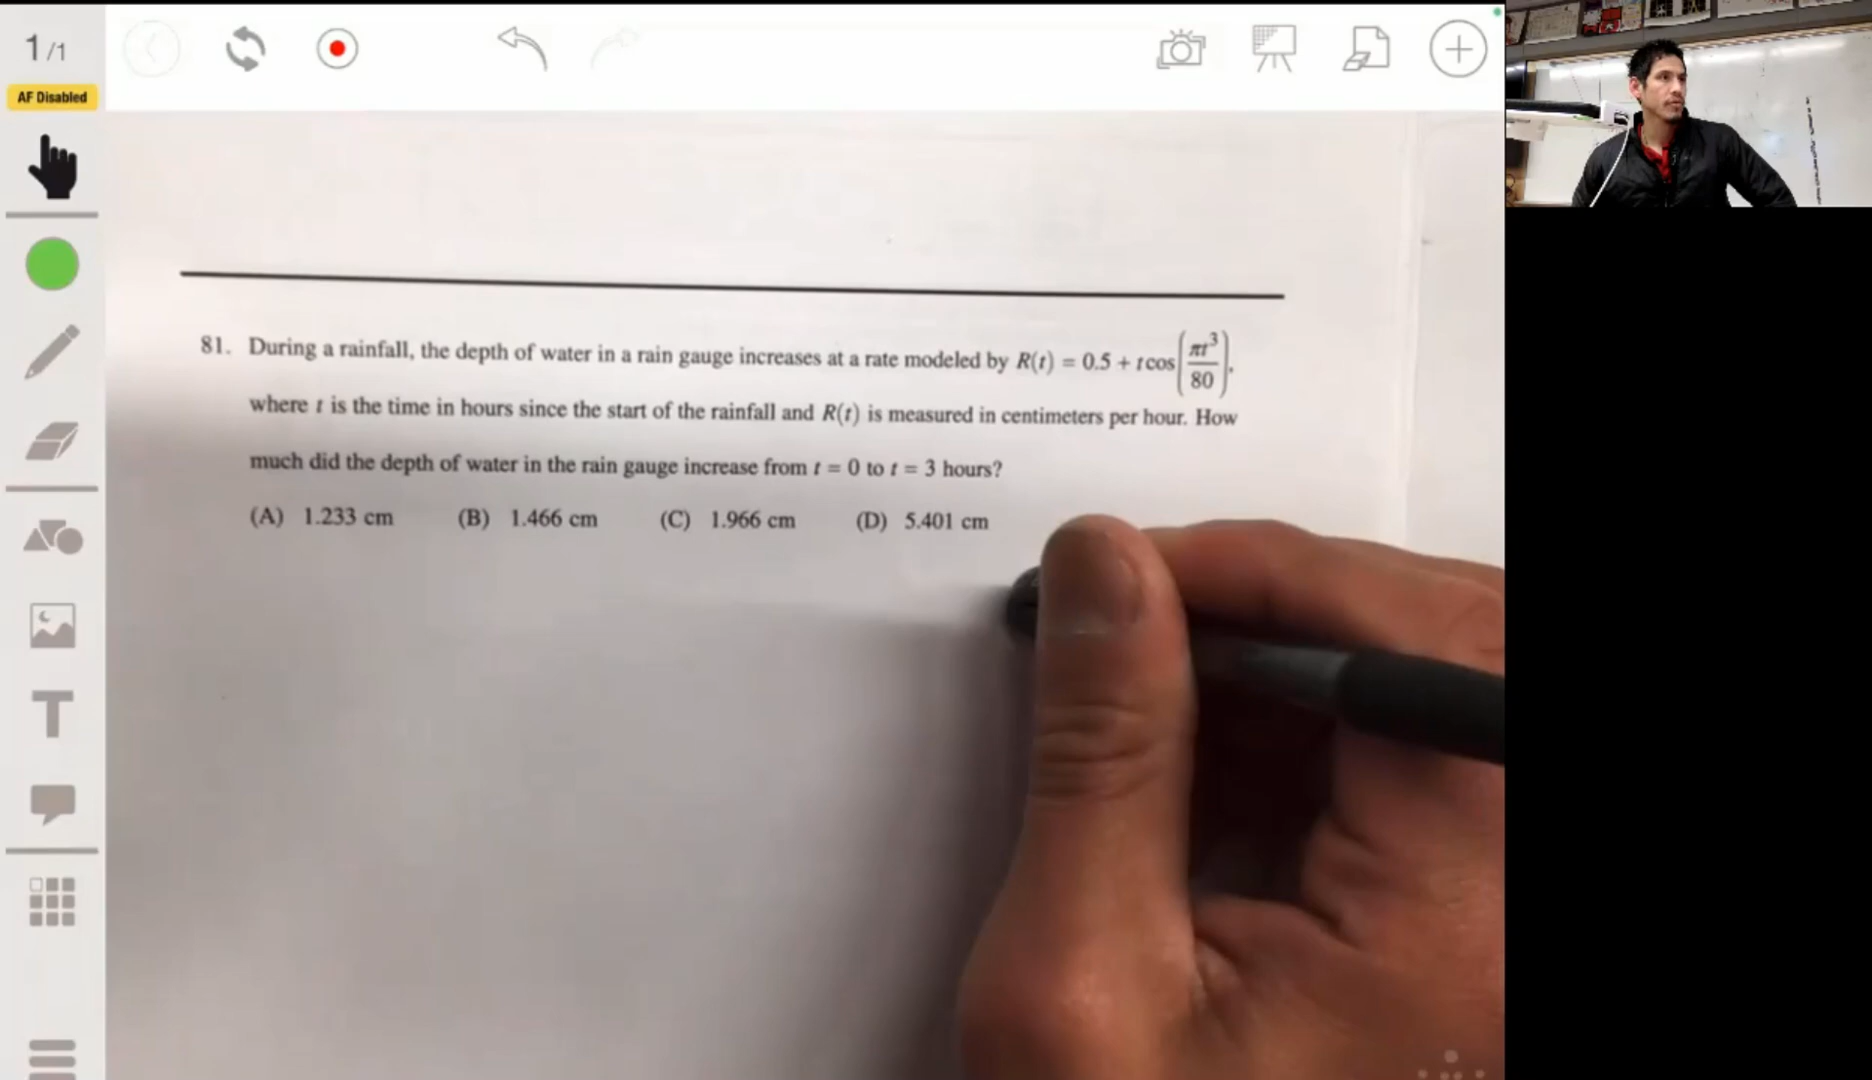 1/1
AF Disabled
81. During a rainfall, the depth of water in a rain gauge increases at a rate modeled by R(t) = 0.5 + t cos(πt³/80),
where t is the time in hours since the start of the rainfall and R(t) is measured in centimeters per hour. How
much did the depth of water in the rain gauge increase from t = 0 to t = 3 hours?
(A) 1.233 cm (B) 1.466 cm (C) 1.966 cm (D) 5.401 cm
T